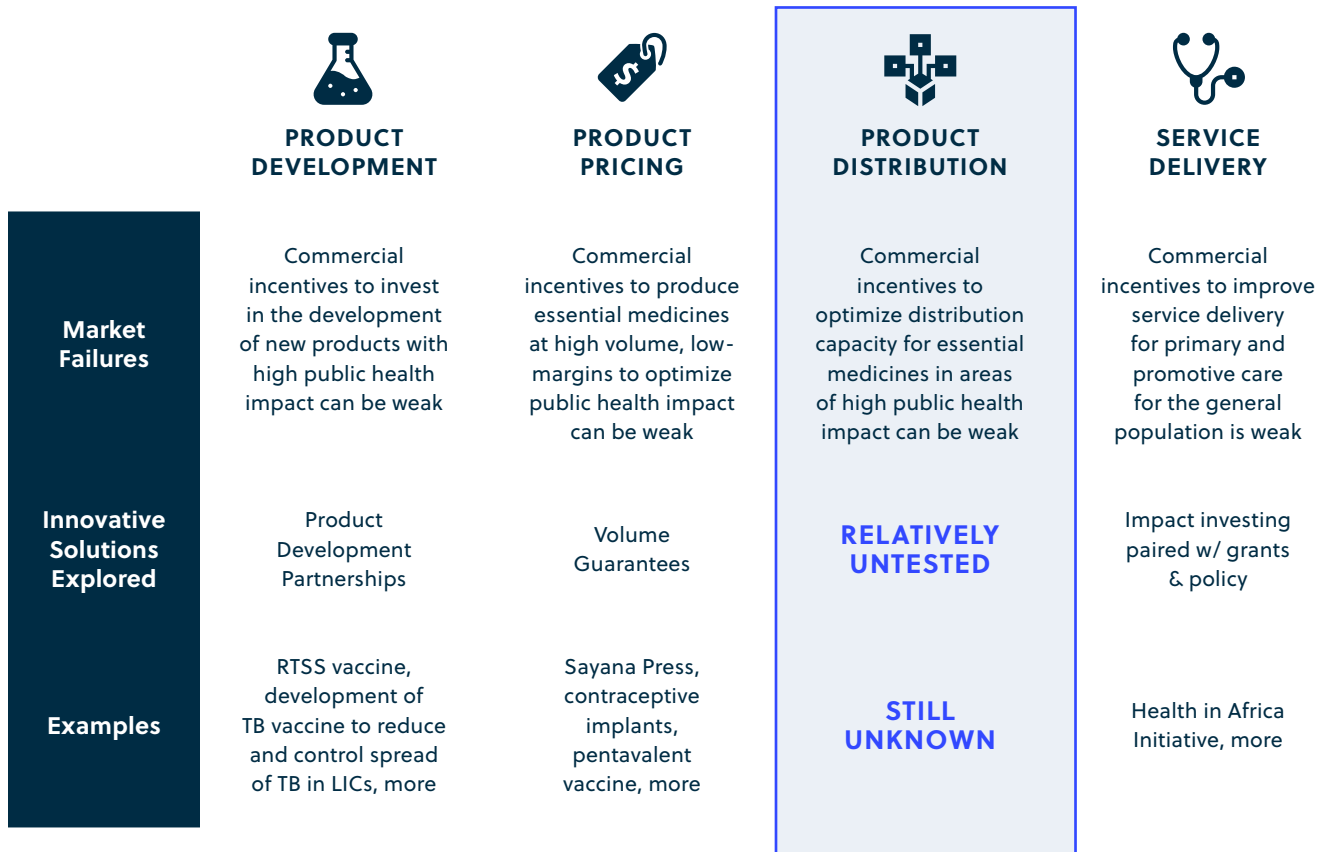 PRODUCT
DEVELOPMENT
PRODUCT
PRICING
PRODUCT
DISTRIBUTION
SERVICE
DELIVERY
Market
Failures
Commercial
incentives to invest
in the development
of new products with
high public health
impact can be weak
Commercial
incentives to produce
essential medicines
at high volume, low-
margins to optimize
public health impact
can be weak
Commercial
incentives to
optimize distribution
capacity for essential
medicines in areas
of high public health
impact can be weak
Commercial
incentives to improve
service delivery
for primary and
promotive care
for the general
population is weak
Innovative
Solutions
Explored
Product
Development
Partnerships
Volume
Guarantees
RELATIVELY
UNTESTED
Impact investing
paired w/ grants
& policy
Examples
RTSS vaccine,
development of
TB vaccine to reduce
and control spread
of TB in LICs, more
Sayana Press,
contraceptive
implants,
pentavalent
vaccine, more
STILL
UNKNOWN
Health in Africa
Initiative, more